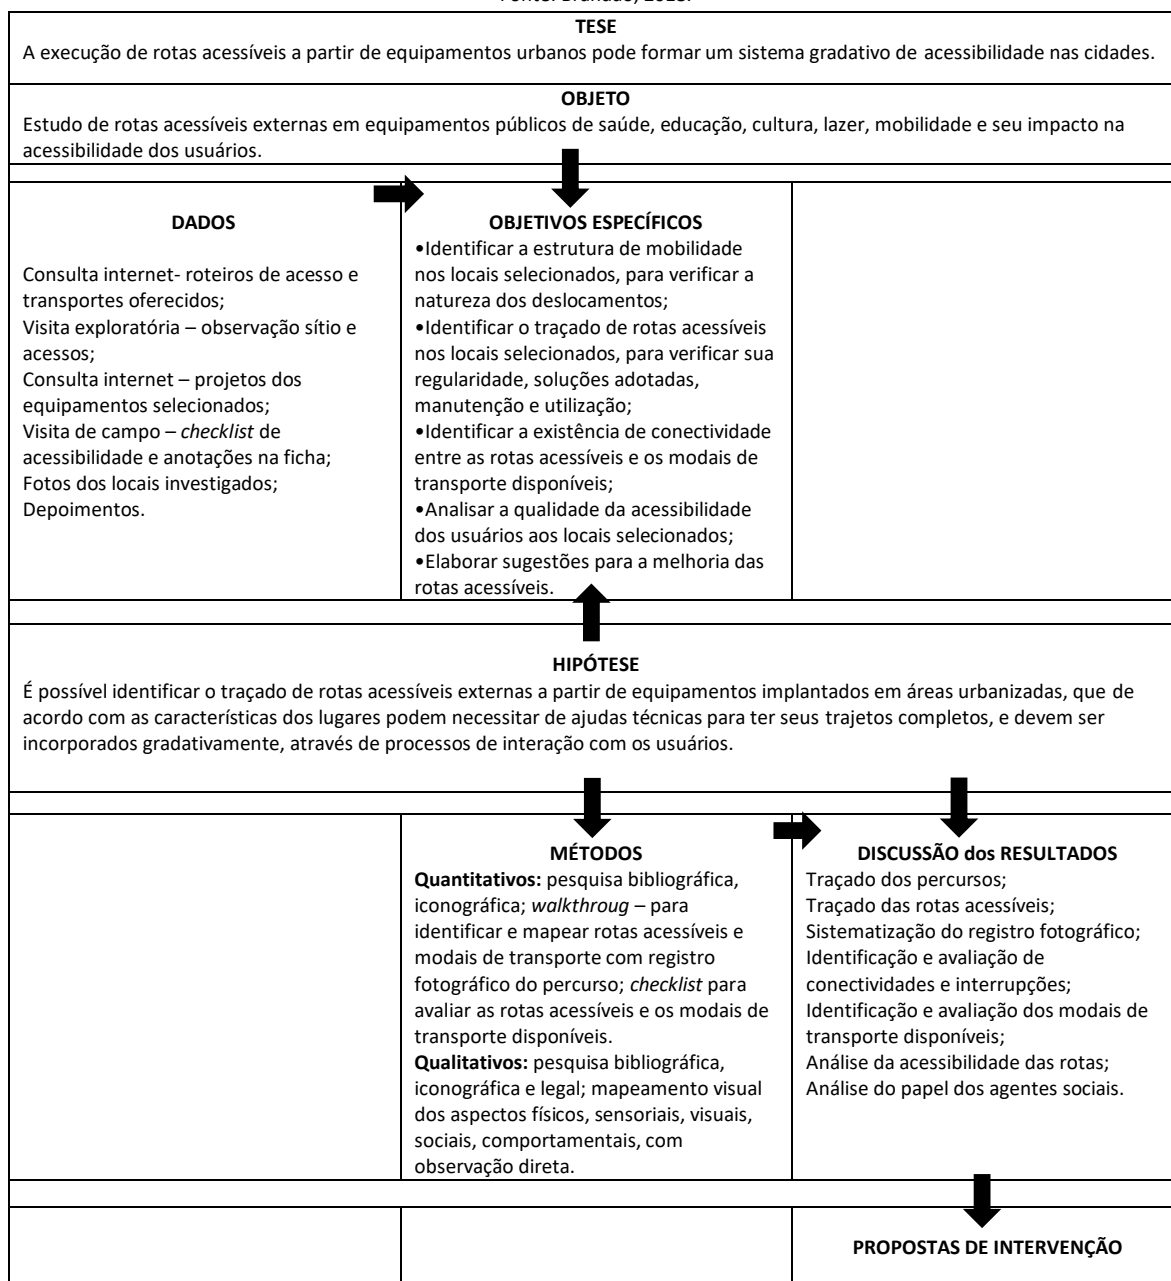 TESE
A execução de rotas acessíveis a partir de equipamentos urbanos pode formar um sistema gradativo de acessibilidade nas cidades.
OBJETO
Estudo de rotas acessíveis externas em equipamentos públicos de saúde, educação, cultura, lazer, mobilidade e seu impacto na
acessibilidade dos usuários.
DADOS
Consulta internet- roteiros de acesso e
transportes oferecidos;
Visita exploratória – observação sítio e
acessos;
Consulta internet – projetos dos
equipamentos selecionados;
Visita de campo – checklist de
acessibilidade e anotações na ficha;
Fotos dos locais investigados;
Depoimentos.
OBJETIVOS ESPECÍFICOS
•Identificar a estrutura de mobilidade
nos locais selecionados, para verificar a
natureza dos deslocamentos;
•Identificar o traçado de rotas acessíveis
nos locais selecionados, para verificar sua
regularidade, soluções adotadas,
manutenção e utilização;
•Identificar a existência de conectividade
entre as rotas acessíveis e os modais de
transporte disponíveis;
•Analisar a qualidade da acessibilidade
dos usuários aos locais selecionados;
•Elaborar sugestões para a melhoria das
rotas acessíveis.
HIPÓTESE
É possível identificar o traçado de rotas acessíveis externas a partir de equipamentos implantados em áreas urbanizadas, que de
acordo com as características dos lugares podem necessitar de ajudas técnicas para ter seus trajetos completos, e devem ser
incorporados gradativamente, através de processos de interação com os usuários.
MÉTODOS
Quantitativos: pesquisa bibliográfica,
iconográfica; walkthroug – para
identificar e mapear rotas acessíveis e
modais de transporte com registro
fotográfico do percurso; checklist para
avaliar as rotas acessíveis e os modais de
transporte disponíveis.
Qualitativos: pesquisa bibliográfica,
iconográfica e legal; mapeamento visual
dos aspectos físicos, sensoriais, visuais,
sociais, comportamentais, com
observação direta.
DISCUSSÃO dos RESULTADOS
Traçado dos percursos;
Traçado das rotas acessíveis;
Sistematização do registro fotográfico;
Identificação e avaliação de
conectividades e interrupções;
Identificação e avaliação dos modais de
transporte disponíveis;
Análise da acessibilidade das rotas;
Análise do papel dos agentes sociais.
PROPOSTAS DE INTERVENÇÃO